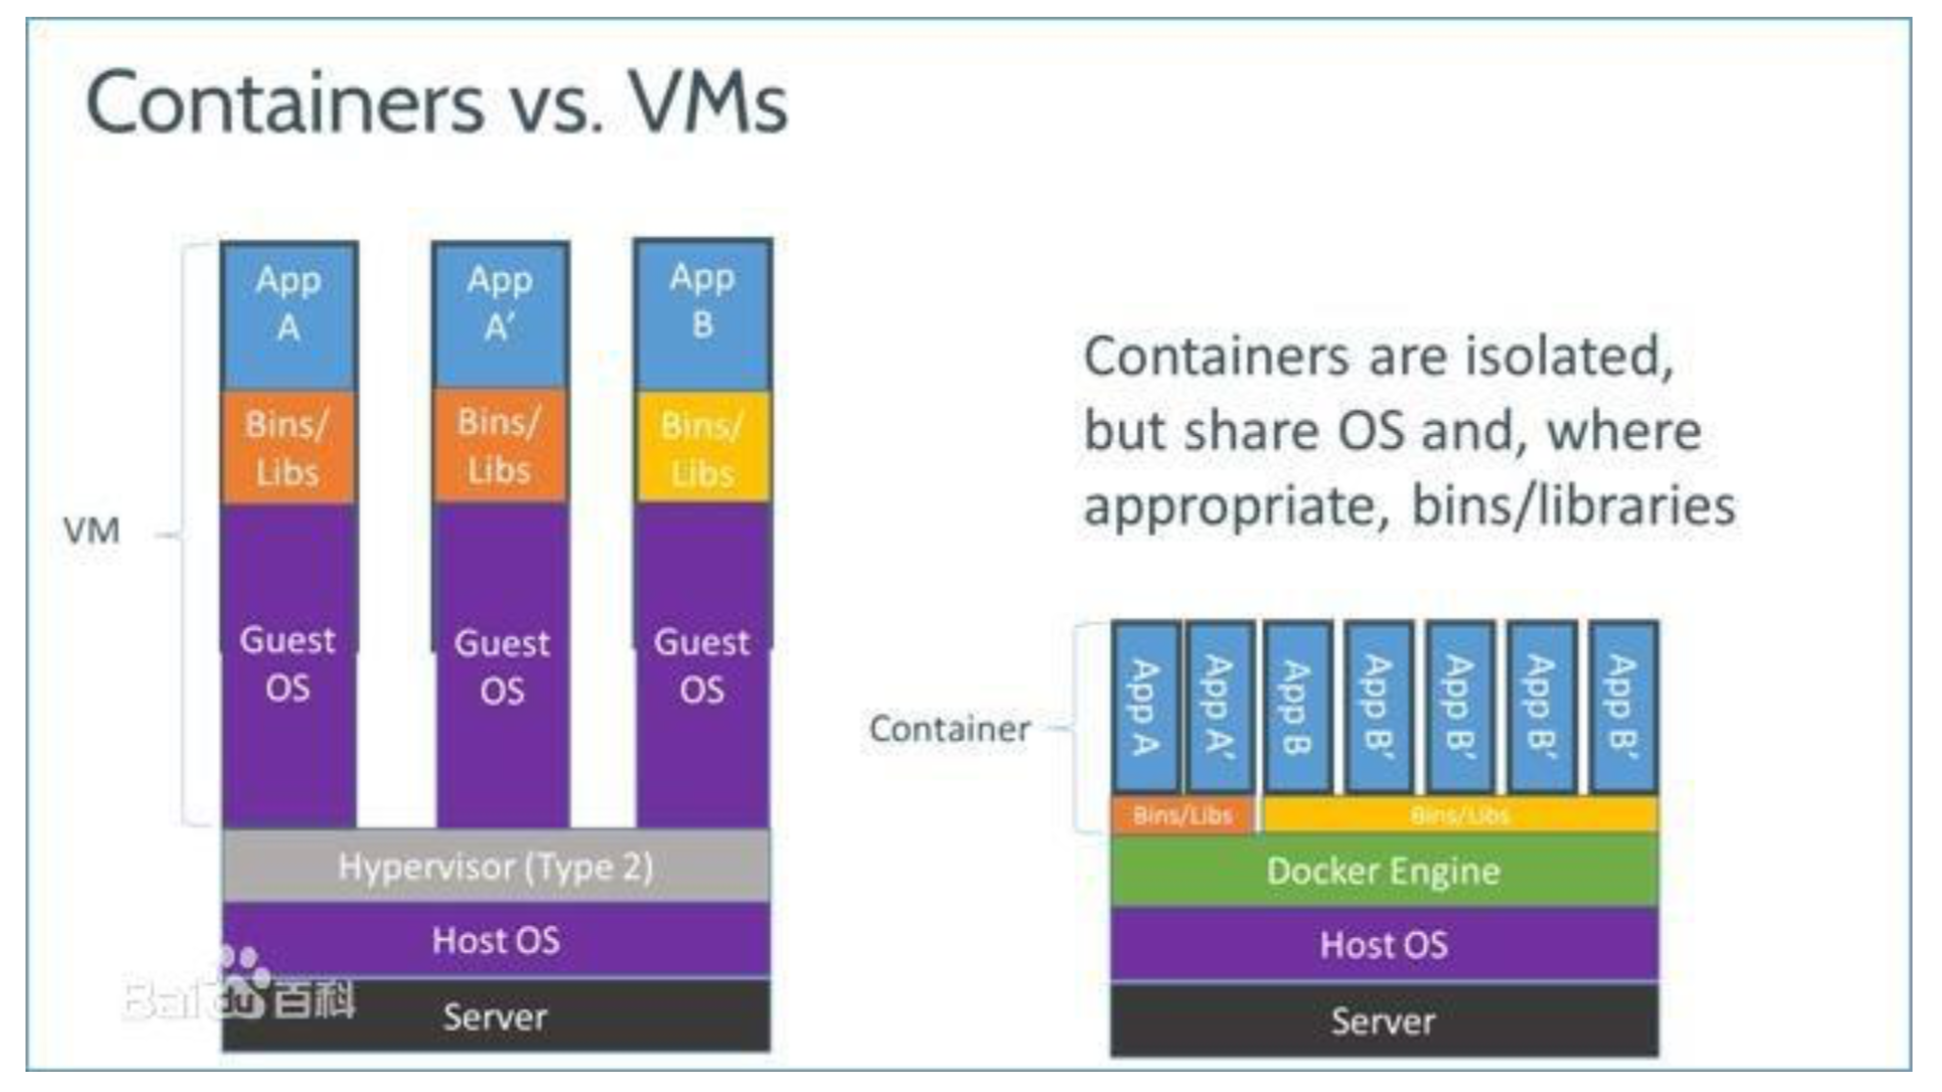 Containers vs. VMs
App
A
App
A′
App
B
Bins/
Libs
Bins/
Libs
Bins/
Libs
VM
Guest
OS
Guest
OS
Guest
OS
Hypervisor (Type 2)
Host OS
Server
Baidu百科
Containers are isolated,
but share OS and, where
appropriate, bins/libraries
Container
App A
App A′
App B
App B′
App B′
App B′
App B′
Bins/Libs
Bins/Libs
Docker Engine
Host OS
Server